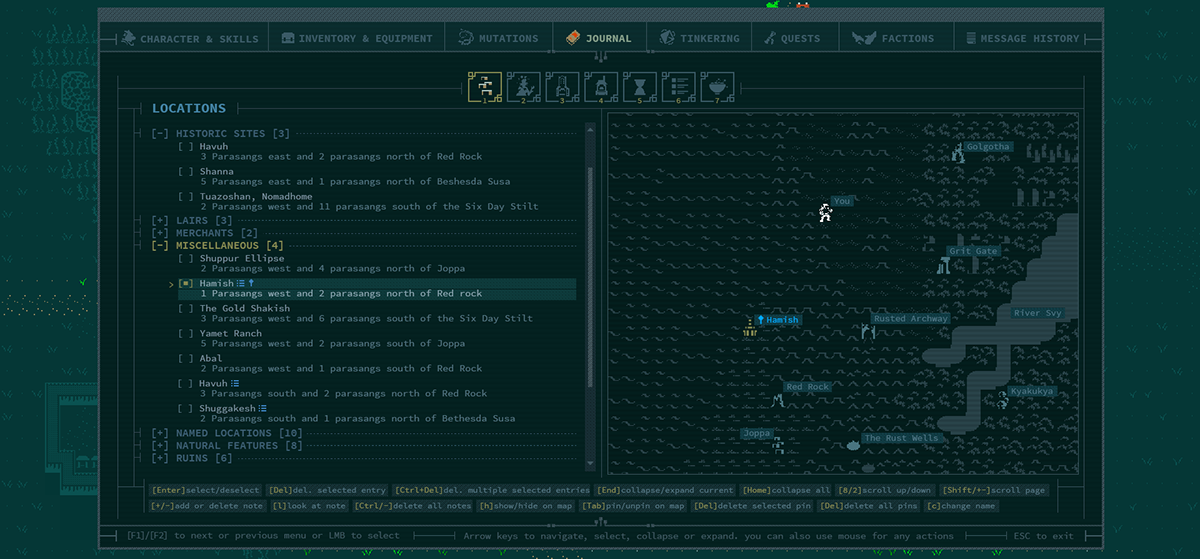 CHARACTER & SKILLS
INVENTORY & EQUIPMENT
MUTATIONS
JOURNAL
TINKERING
QUESTS
FACTIONS
MESSAGE HISTORY
1 2 3 4 5 6 7
LOCATIONS
[-] HISTORIC SITES [3]
[ ] Havuh
3 Parasangs east and 2 parasangs north of Red Rock
[ ] Shanna
5 Parasangs east and 1 parasangs north of Beshesda Susa
[ ] Tuazoshan, Nomadhome
2 Parasangs west and 11 parasangs south of the Six Day Stilt
[+] LAIRS [3]
[+] MERCHANTS [2]
[-] MISCELLANEOUS [4]
[ ] Shuppur Ellipse
2 Parasangs west and 4 parasangs north of Joppa
> [■] Hamish
1 Parasangs west and 2 parasangs north of Red rock
[ ] The Gold Shakish
3 Parasangs west and 6 parasangs south of the Six Day Stilt
[ ] Yamet Ranch
5 Parasangs west and 2 parasangs south of Joppa
[ ] Abal
2 Parasangs west and 1 parasangs south of Red Rock
[ ] Havuh
3 Parasangs south and 2 parasangs north of Red Rock
[ ] Shuggakesh
2 Parasangs south and 1 parasangs north of Bethesda Susa
[+] NAMED LOCATIONS [10]
[+] NATURAL FEATURES [8]
[+] RUINS [6]
Golgotha
You
Grit Gate
Hamish
Rusted Archway
River Svy
Red Rock
Kyakukya
Joppa
The Rust Wells
[Enter]select/deselect [Del]del. selected entry [Ctrl+Del]del. multiple selected entries [End]collapse/expand current [Home]collapse all [8/2]scroll up/down [Shift/+-]scroll page
[+/-]add or delete note [l]look at note [Ctrl/-]delete all notes [h]show/hide on map [Tab]pin/unpin on map [Del]delete selected pin [Del]delete all pins [c]change name
[F1]/[F2] to next or previous menu or LMB to select
Arrow keys to navigate, select, collapse or expand. you can also use mouse for any actions
ESC to exit